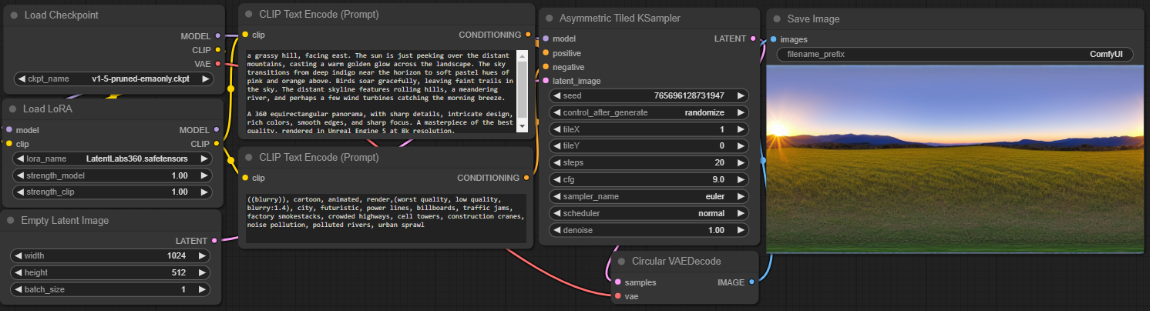 Load Checkpoint
MODEL
CLIP
VAE
ckpt_name v1-5-pruned-emaonly.ckpt
Load LoRA
model MODEL
clip CLIP
lora_name LatentLabs360.safetensors
strength_model 1.00
strength_clip 1.00
Empty Latent Image
LATENT
width 1024
height 512
batch_size 1
CLIP Text Encode (Prompt)
clip CONDITIONING
a grassy hill, facing east. The sun is just peeking over the distant
mountains, casting a warm golden glow across the landscape. The sky
transitions from deep indigo near the horizon to soft pastel hues of
pink and orange above. Birds soar gracefully, leaving faint trails in
the sky. The distant skyline features rolling hills, a meandering
river, and perhaps a few wind turbines catching the morning breeze.
A 360 equirectangular panorama, with sharp details, intricate design,
rich colors, smooth edges, and sharp focus. A masterpiece of the best
quality, rendered in Unreal Engine 5 at 8k resolution.
CLIP Text Encode (Prompt)
clip CONDITIONING
((blurry)), cartoon, animated, render,(worst quality, low quality,
blurry:1.4), city, futuristic, power lines, billboards, traffic jams,
factory smokestacks, crowded highways, cell towers, construction cranes,
noise pollution, polluted rivers, urban sprawl
Asymmetric Tiled KSampler
model LATENT
positive
negative
latent_image
seed 765696128731947
control_after_generate randomize
tileX 1
tileY 0
steps 20
cfg 9.0
sampler_name euler
scheduler normal
denoise 1.00
Circular VAEDecode
samples IMAGE
vae
Save Image
images
filename_prefix ComfyUI